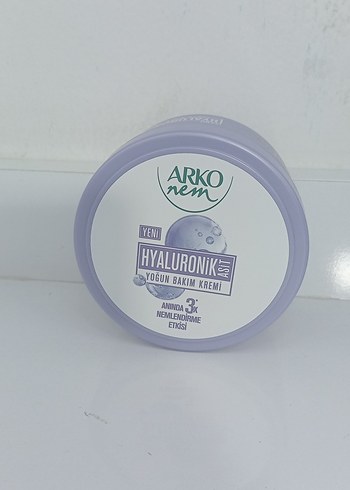 ARKO
nem
YENİ
HYALURONİK
ASİT
YOĞUN BAKIM KREMİ
ANINDA 3X*
NEMLENDİRME
ETKİSİ